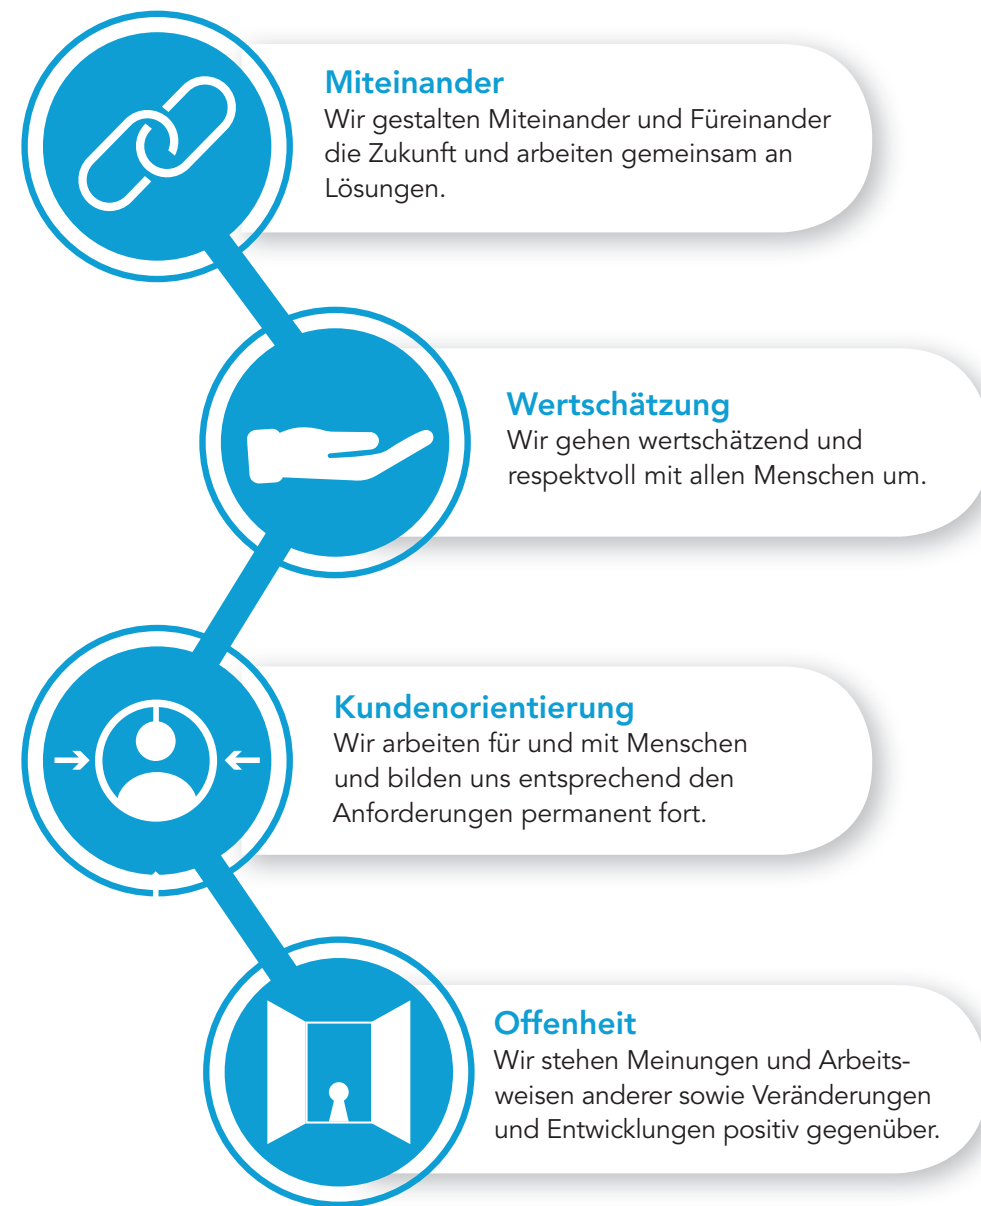 Miteinander
Wir gestalten Miteinander und Füreinander
die Zukunft und arbeiten gemeinsam an
Lösungen.
Wertschätzung
Wir gehen wertschätzend und
respektvoll mit allen Menschen um.
Kundenorientierung
Wir arbeiten für und mit Menschen
und bilden uns entsprechend den
Anforderungen permanent fort.
Offenheit
Wir stehen Meinungen und Arbeits-
weisen anderer sowie Veränderungen
und Entwicklungen positiv gegenüber.